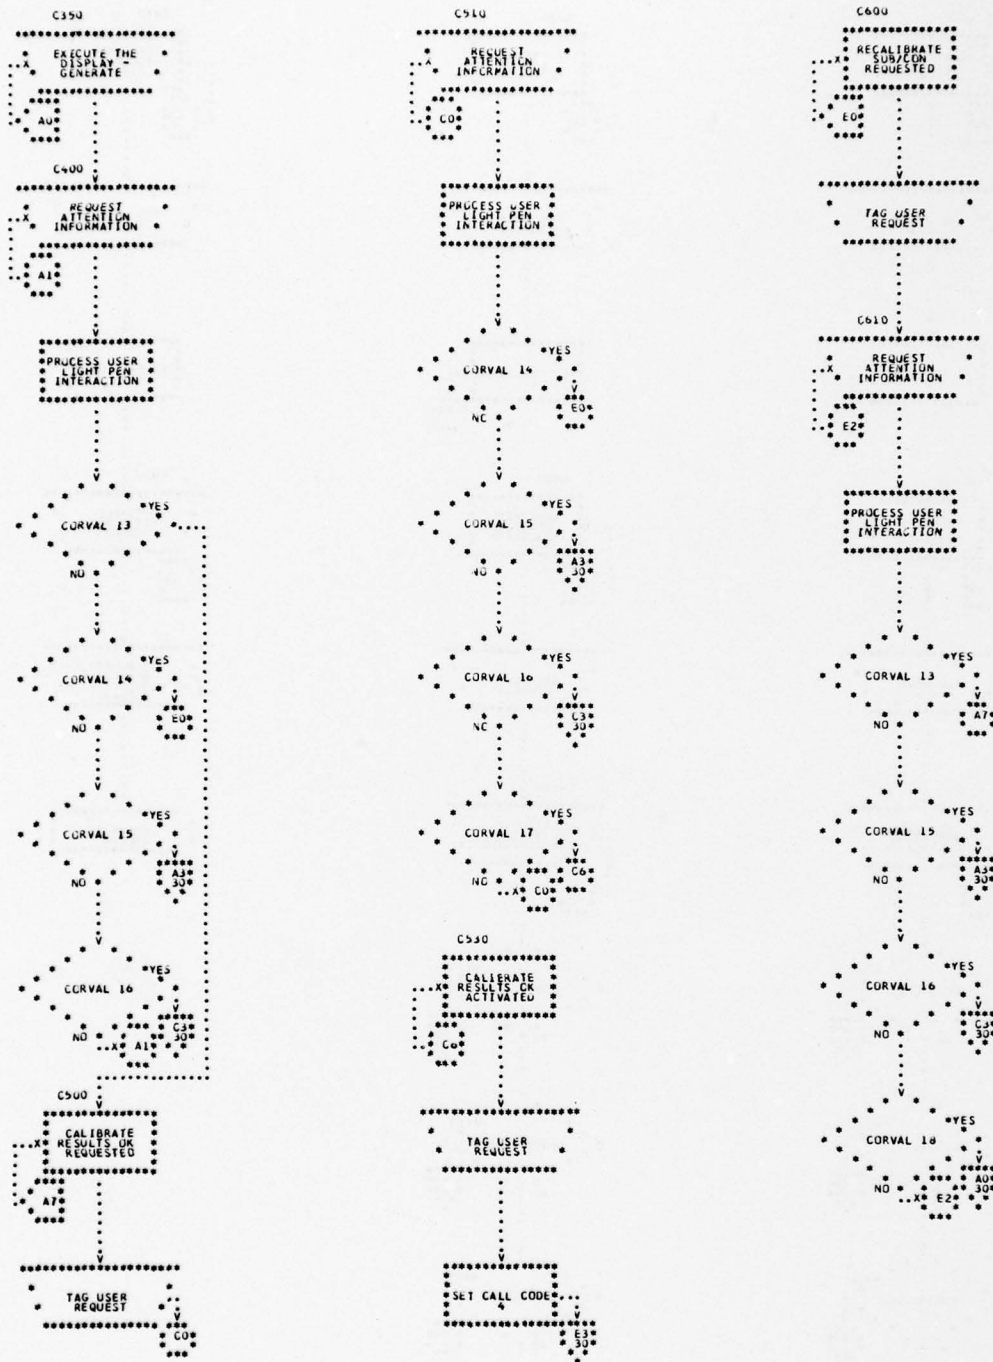 C350
EXECUTE THE
DISPLAY -
GENERATE
X
A0
C400
REQUEST
ATTENTION
INFORMATION
X
A1
PROCESS USER
LIGHT PEN
INTERACTION
YES
CORVAL 13
NO
YES
CORVAL 14
E0
NO
YES
CORVAL 15
A3
30
NO
YES
CORVAL 16
C3
30
NO
X
A1
C500
CALIBRATE
RESULTS OK
REQUESTED
X
A7
TAG USER
REQUEST
C0
C510
REQUEST
ATTENTION
INFORMATION
X
C0
PROCESS USER
LIGHT PEN
INTERACTION
YES
CORVAL 14
E0
NC
YES
CORVAL 15
A3
30
NO
YES
CORVAL 16
C3
30
NC
YES
CORVAL 17
C6
NO
X
C0
C530
CALIERATE
RESULTS OK
ACTIVATED
X
C6
TAG USER
REQUEST
SET CALL CODE
4
E3
30
C600
RECALIBRATE
SUB/CON
REQUESTED
X
E0
TAG USER
REQUEST
C610
REQUEST
ATTENTION
INFORMATION
X
E2
PROCESS USER
LIGHT PEN
INTERACTION
YES
CORVAL 13
A7
NO
YES
CORVAL 15
A3
30
NO
YES
CORVAL 16
C3
30
NO
YES
CORVAL 18
A0
30
NO
X
E2